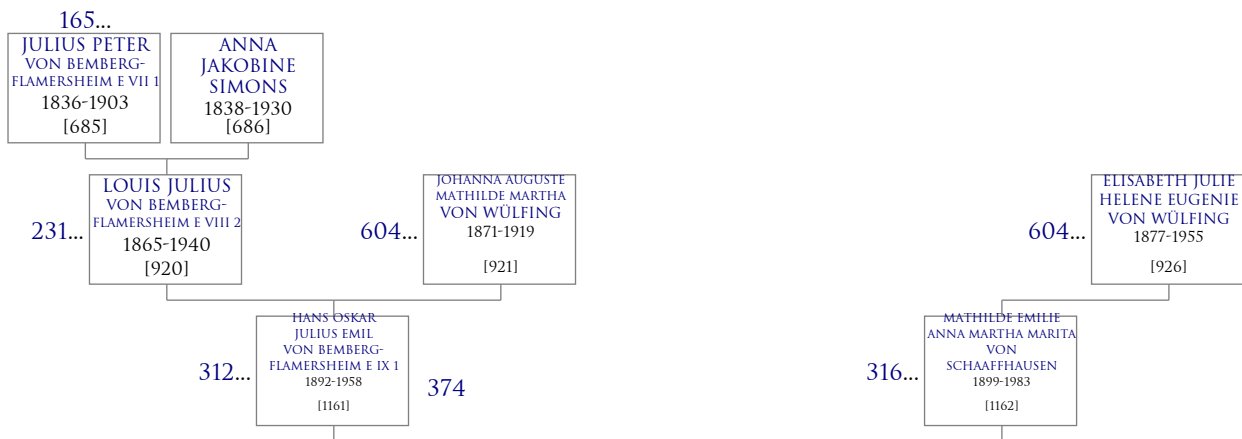 165...
JULIUS PETER
VON BEMBERG-
FLAMERSHEIM E VII 1
1836-1903
[685]
ANNA
JAKOBINE
SIMONS
1838-1930
[686]
231...
LOUIS JULIUS
VON BEMBERG-
FLAMERSHEIM E VIII 2
1865-1940
[920]
604...
JOHANNA AUGUSTE
MATHILDE MARTHA
VON WÜLFING
1871-1919
[921]
604...
ELISABETH JULIE
HELENE EUGENIE
VON WÜLFING
1877-1955
[926]
312...
HANS OSKAR
JULIUS EMIL
VON BEMBERG-
FLAMERSHEIM E IX 1
1892-1958
[1161]
374
316...
MATHILDE EMILIE
ANNA MARTHA MARITA
VON
SCHAAFFHAUSEN
1899-1983
[1162]